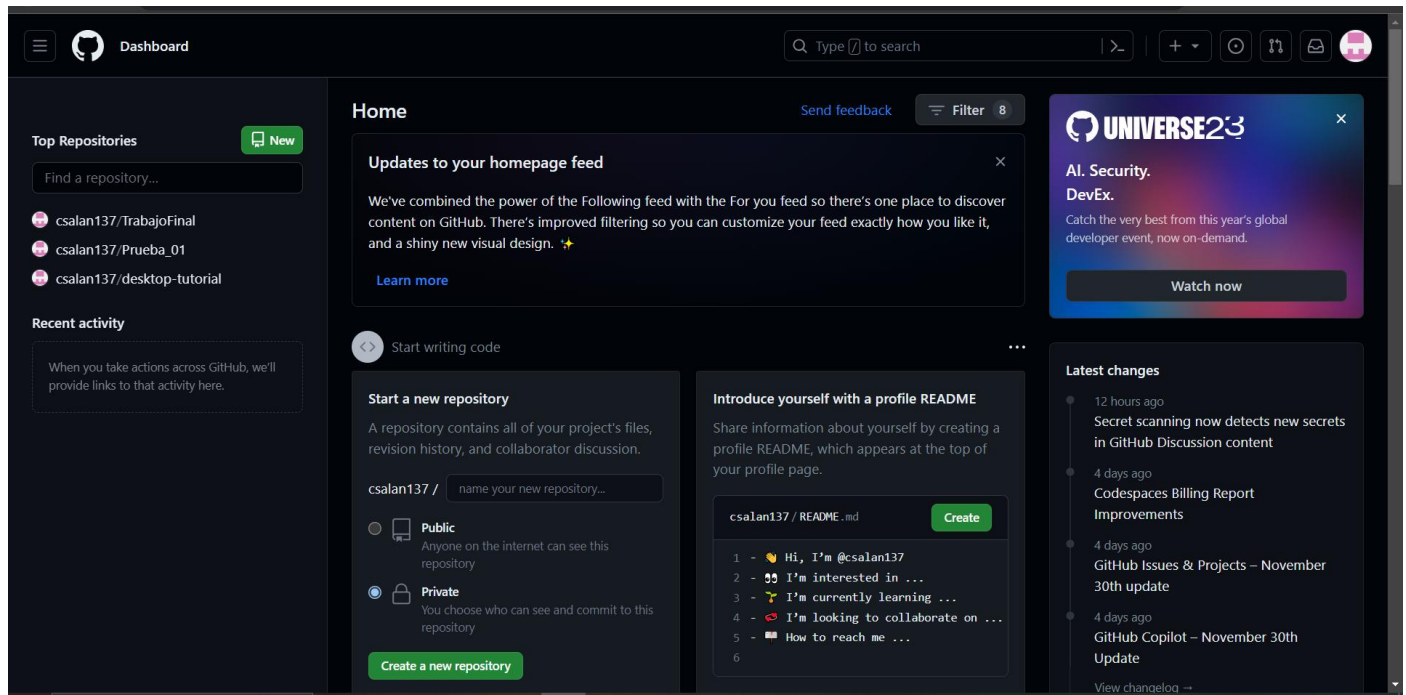 Dashboard
Type / to search
Top Repositories
New
Find a repository...
csalan137/TrabajoFinal
csalan137/Prueba_01
csalan137/desktop-tutorial
Recent activity
When you take actions across GitHub, we'll
provide links to that activity here.
Home
Send feedback
Filter 8
Updates to your homepage feed
We've combined the power of the Following feed with the For you feed so there's one place to discover
content on GitHub. There's improved filtering so you can customize your feed exactly how you like it,
and a shiny new visual design. ✨
Learn more
Start writing code
Start a new repository
A repository contains all of your project's files,
revision history, and collaborator discussion.
csalan137 / name your new repository...
Public
Anyone on the internet can see this
repository
Private
You choose who can see and commit to this
repository
Create a new repository
Introduce yourself with a profile README
Share information about yourself by creating a
profile README, which appears at the top of
your profile page.
csalan137/README.md
Create
1 - 👋 Hi, I'm @csalan137
2 - 👀 I'm interested in ...
3 - 🌱 I'm currently learning ...
4 - 💞️ I'm looking to collaborate on ...
5 - 📫 How to reach me ...
6
UNIVERSE23
AI. Security.
DevEx.
Catch the very best from this year's global
developer event, now on-demand.
Watch now
Latest changes
12 hours ago
Secret scanning now detects new secrets
in GitHub Discussion content
4 days ago
Codespaces Billing Report
Improvements
4 days ago
GitHub Issues & Projects – November
30th update
4 days ago
GitHub Copilot – November 30th
Update
View changelog →